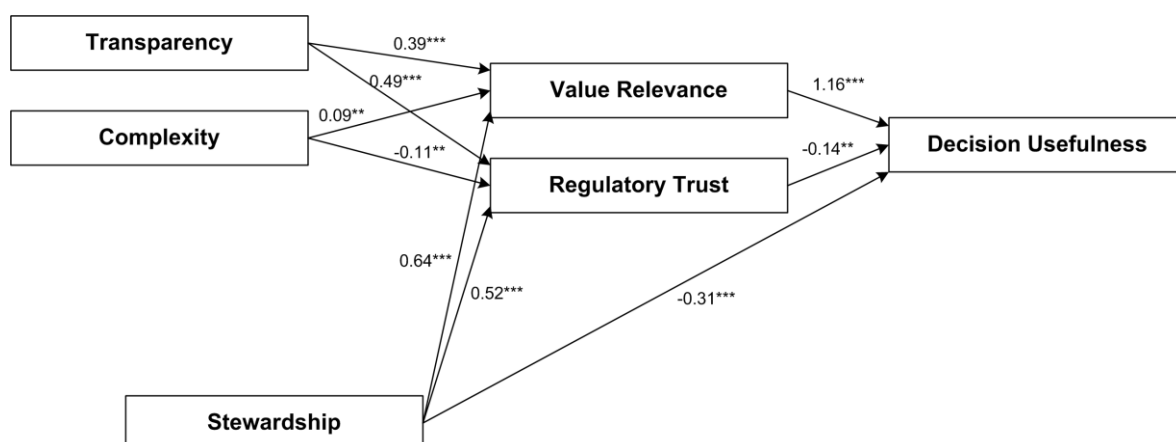 Transparency
0.39***
Value Relevance
1.16***
0.49***
Complexity
0.09**
Decision Usefulness
-0.11**
Regulatory Trust
-0.14**
0.64***
0.52***
-0.31***
Stewardship